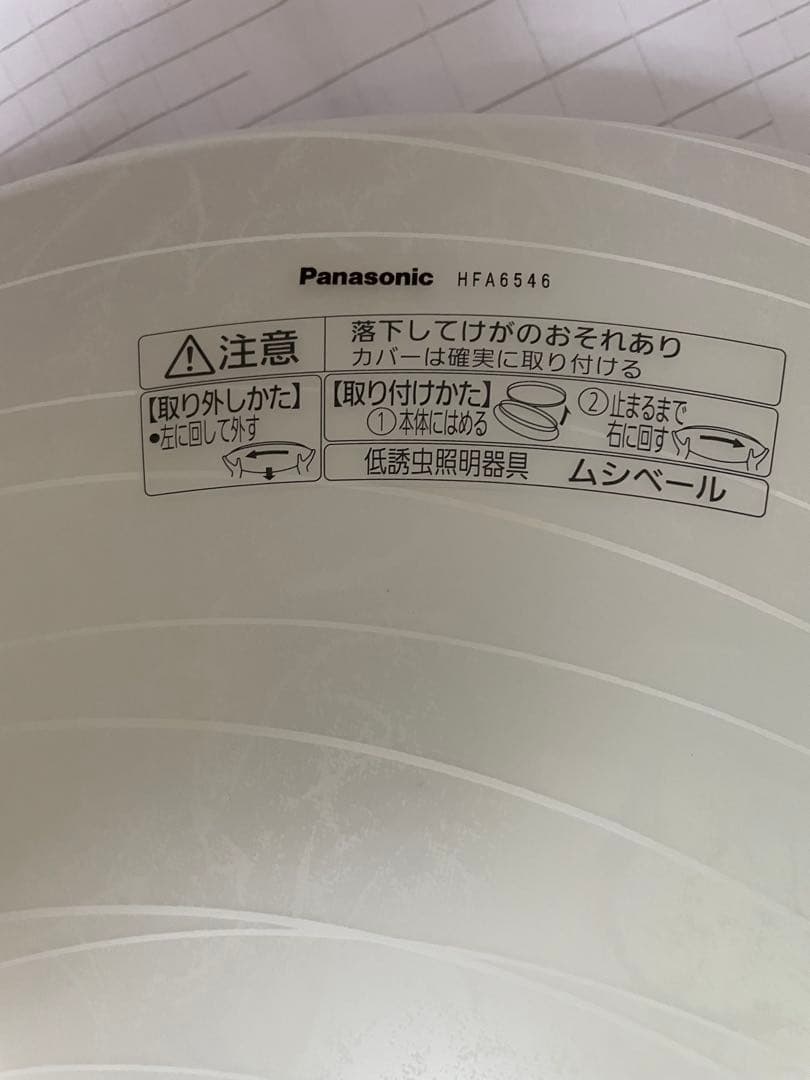 Panasonic HFA6546
注意
落下してけがのおそれあり
カバーは確実に取り付ける
【取り外しかた】
●左に回して外す
【取り付けかた】
①本体にはめる
②止まるまで
右に回す
低誘虫照明器具 ムシベール